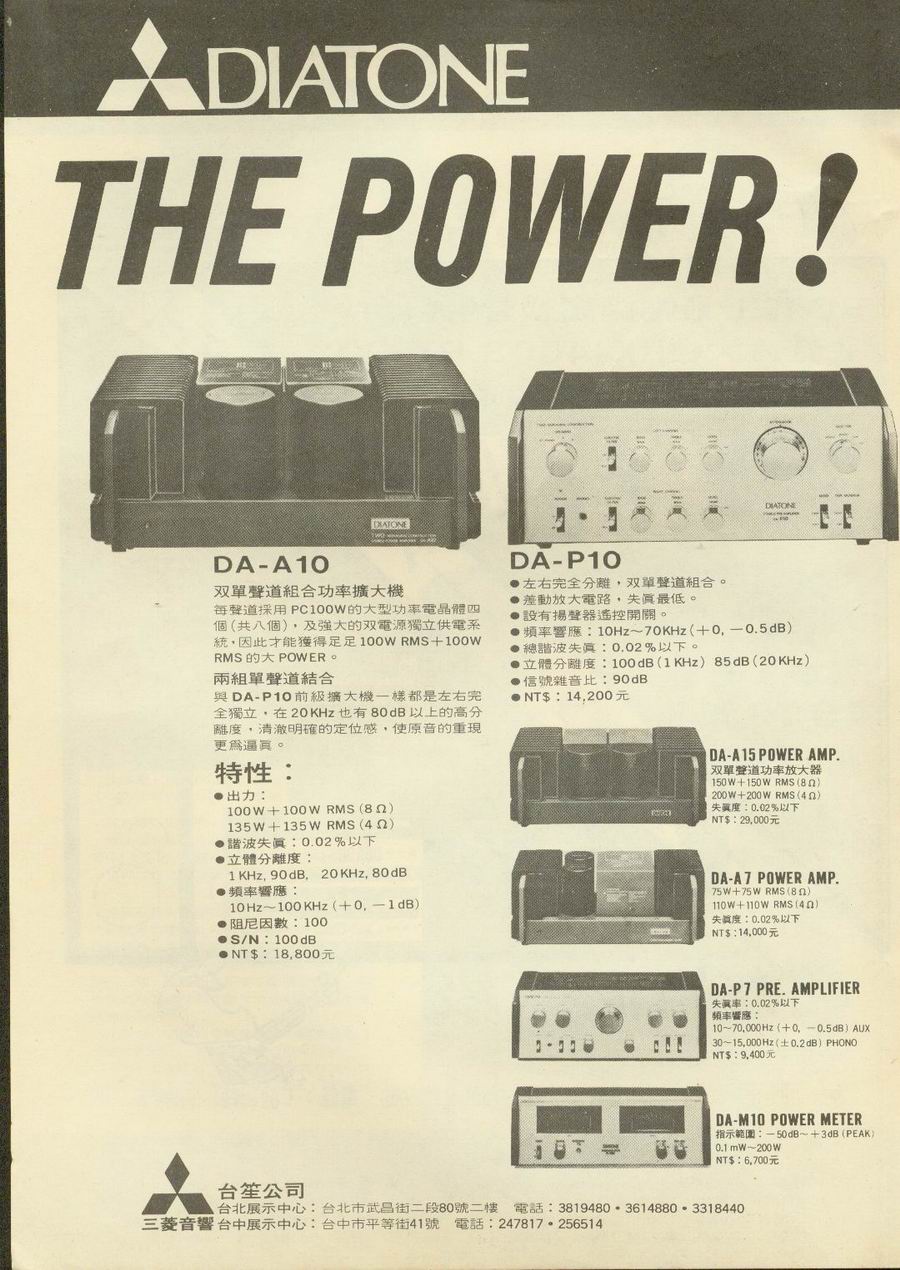 DIATONE
THE POWER!
DIATONE
DA-A10
双單聲道組合功率擴大機
每聲道採用PC100W的大型功率電晶體四
個(共八個)，及強大的双電源獨立供電系
統，因此才能獲得足足100W RMS＋100W
RMS的大POWER。
兩組單聲道結合
與DA-P10前級擴大機一樣都是左右完
全獨立，在20KHz也有80dB以上的高分
離度，清澈明確的定位感，使原音的重現
更為逼眞。
特性：
●出力：
100W＋100W RMS(8Ω)
135W＋135W RMS(4Ω)
●諧波失眞：0.02%以下
●立體分離度：
1KHz, 90dB, 20KHz, 80dB
●頻率響應：
10Hz～100KHz(＋0, －1dB)
●阻尼因數：100
●S/N：100dB
●NT$：18,800元
DIATONE
DA-P10
●左右完全分離，双單聲道組合。
●差動放大電路，失眞最低。
●設有揚聲器遙控開關。
●頻率響應：10Hz～70KHz(＋0, －0.5dB)
●總諧波失眞：0.02%以下。
●立體分離度：100dB(1KHz) 85dB(20KHz)
●信號雜音比：90dB
●NT$：14,200元
DA-A15 POWER AMP.
双單聲道功率放大器
150W＋150W RMS(8Ω)
200W＋200W RMS(4Ω)
失眞度：0.02%以下
NT$：29,000元
DA-A7 POWER AMP.
75W＋75W RMS(8Ω)
110W＋110W RMS(4Ω)
失眞度：0.02%以下
NT$：14,000元
DA-P7 PRE. AMPLIFIER
失眞率：0.02%以下
頻率響應：
10～70,000Hz(＋0, －0.5dB) AUX
30～15,000Hz(±0.2dB) PHONO
NT$：9,400元
DA-M10 POWER METER
指示範圍：－50dB～＋3dB(PEAK)
0.1mW～200W
NT$：6,700元
三菱音響
台笙公司
台北展示中心：台北市武昌街二段80號二樓 電話：3819480•3614880•3318440
台中展示中心：台中市平等街41號 電話：247817•256514